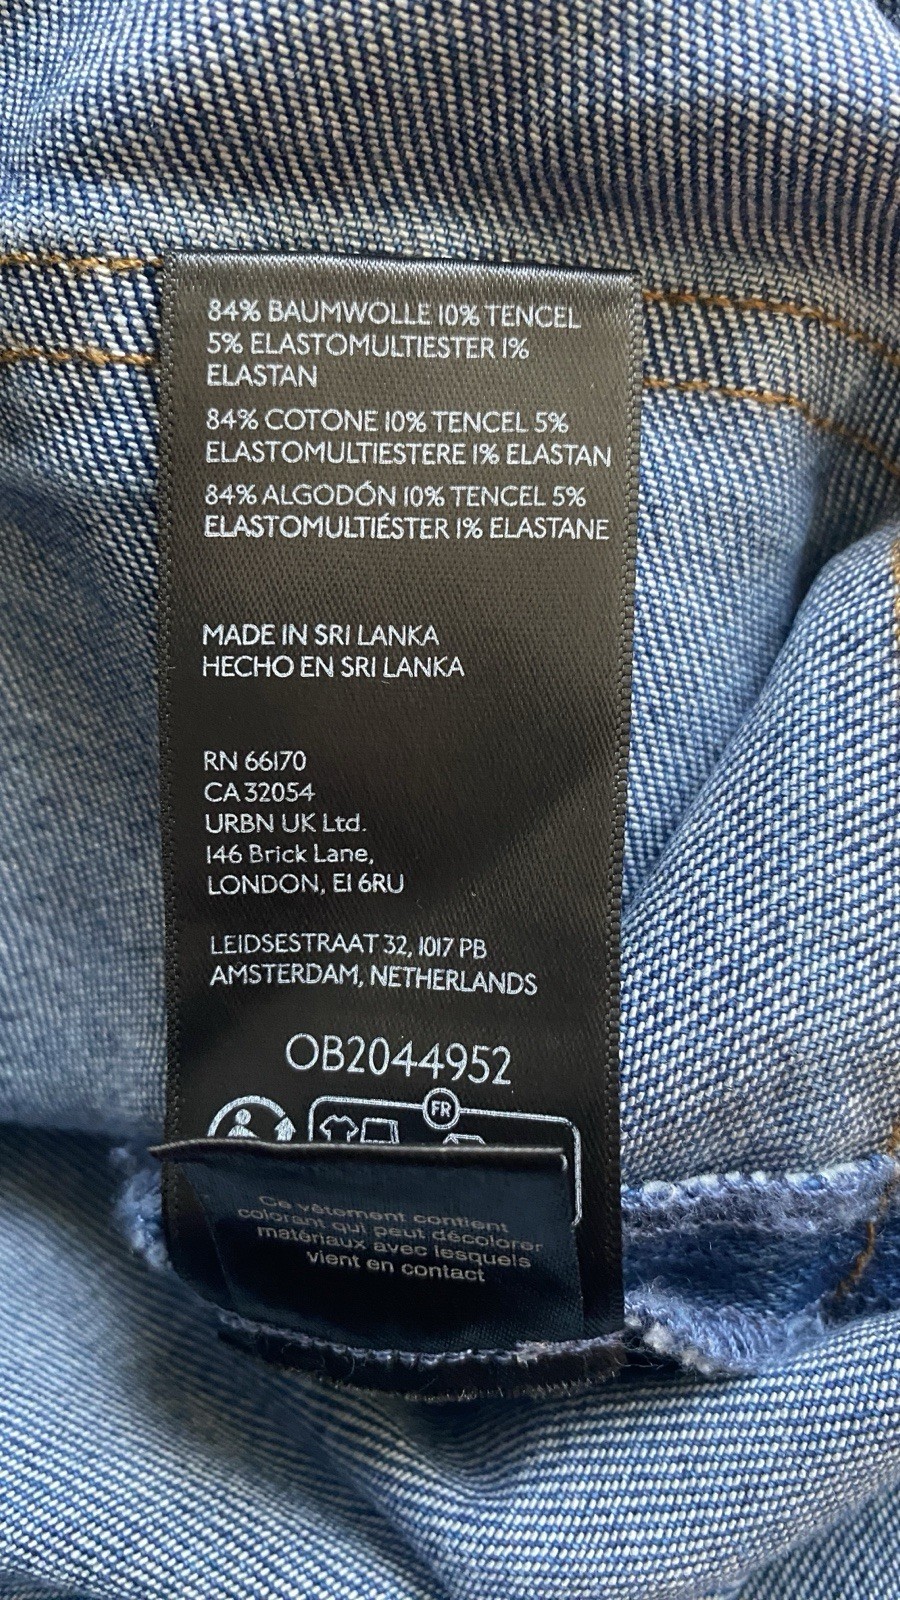 84% BAUMWOLLE 10% TENCEL
5% ELASTOMULTIESTER 1%
ELASTAN
84% COTONE 10% TENCEL 5%
ELASTOMULTIESTERE 1% ELASTAN
84% ALGODÓN 10% TENCEL 5%
ELASTOMULTIÉSTER 1% ELASTANE
MADE IN SRI LANKA
HECHO EN SRI LANKA
RN 66170
CA 32054
URBN UK Ltd.
146 Brick Lane,
LONDON, E1 6RU
LEIDSESTRAAT 32, 1017 PB
AMSTERDAM, NETHERLANDS
OB2044952
FR
Ce vêtement contient
colorant qui peut décolorer
matériaux avec lesquels
vient en contact